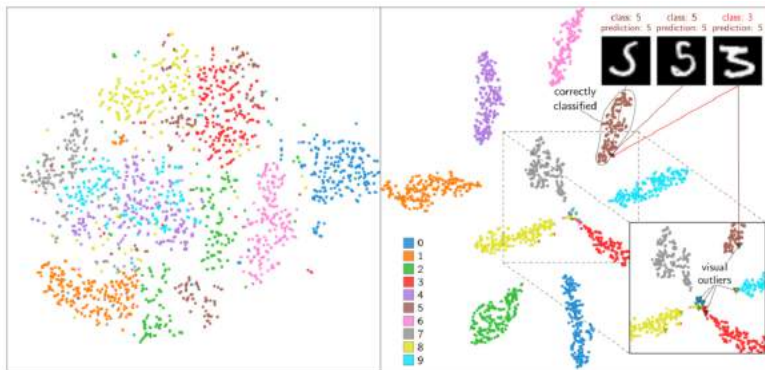 class: 5 class: 5 class: 3
prediction: 5 prediction: 5 prediction: 5
correctly
classified
0
1
2
3
4
5
6
7
8
9
visual
outliers